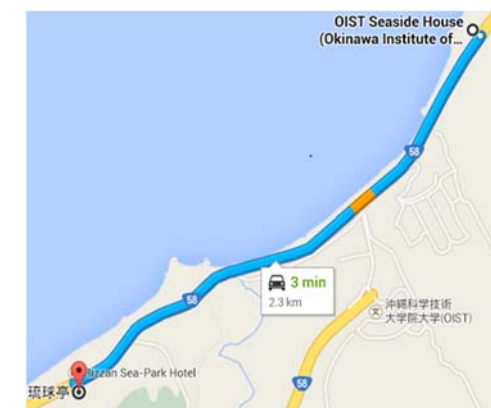 OIST Seaside House
(Okinawa Institute of...
58
3 min
2.3 km
58
沖縄科学技術
大学院大学(OIST)
Rizzan Sea-Park Hotel
琉球亭
58